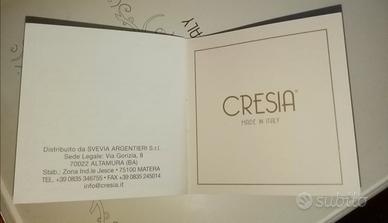 ALY
Distribuito da SVEVIA ARGENTIERI S.r.l.
Sede Legale: Via Gorizia, 8
70022 ALTAMURA (BA)
Stab.: Zona Ind.le Jesce • 75100 MATERA
TEL. +39 0835 346755 • FAX +39 0835 245014
info@cresia.it
CRESIA®
MADE IN ITALY
subito